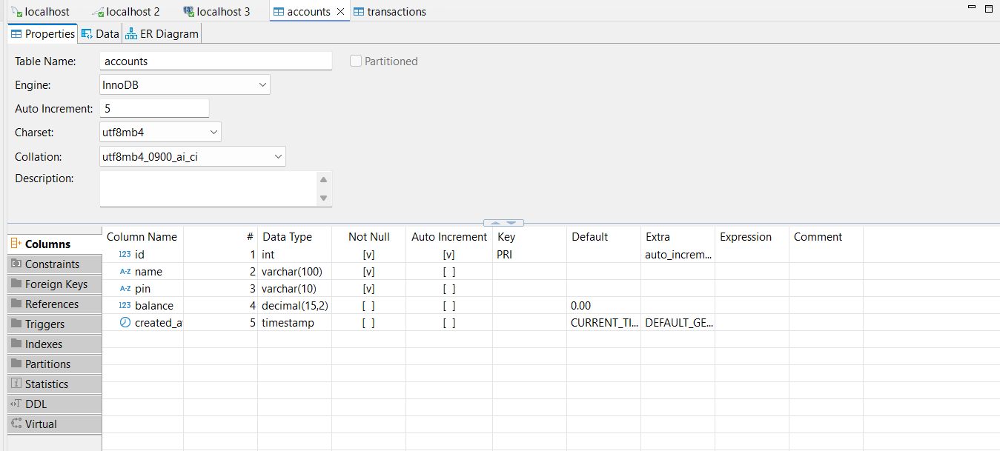 localhost localhost 2 localhost 3 accounts transactions
Properties Data ER Diagram
Table Name: accounts Partitioned
Engine: InnoDB
Auto Increment: 5
Charset: utf8mb4
Collation: utf8mb4_0900_ai_ci
Description:
Columns
Constraints
Foreign Keys
References
Triggers
Indexes
Partitions
Statistics
DDL
Virtual
Column Name # Data Type Not Null Auto Increment Key Default Extra Expression Comment
123 id 1 int [v] [v] PRI auto_increm...
A-Z name 2 varchar(100) [v] [ ]
A-Z pin 3 varchar(10) [v] [ ]
123 balance 4 decimal(15,2) [ ] [ ] 0.00
created_a 5 timestamp [ ] [ ] CURRENT_TI... DEFAULT_GE...